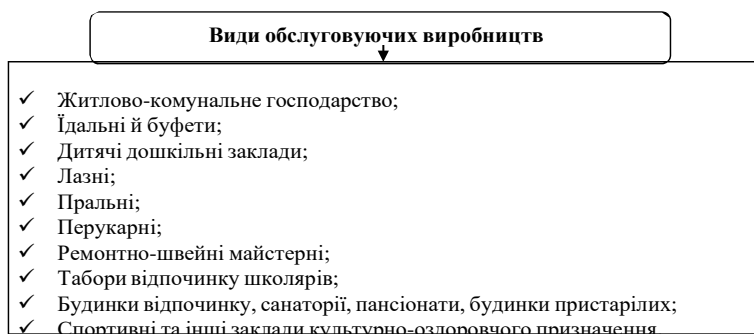 Види обслуговуючих виробництв
✓ Житлово-комунальне господарство;
✓ Їдальні й буфети;
✓ Дитячі дошкільні заклади;
✓ Лазні;
✓ Пральні;
✓ Перукарні;
✓ Ремонтно-швейні майстерні;
✓ Табори відпочинку школярів;
✓ Будинки відпочинку, санаторії, пансіонати, будинки пристарілих;
✓ Спортивні та інші заклади культурно-оздоровчого призначення